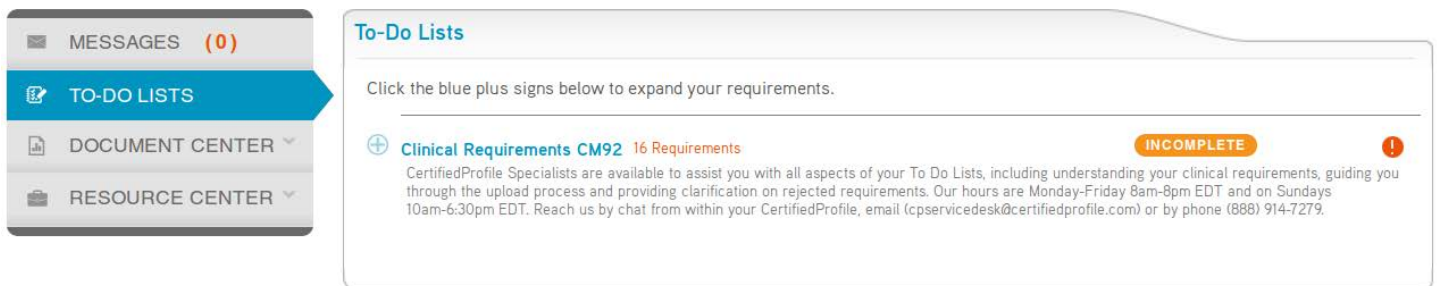 MESSAGES (0)
TO-DO LISTS
DOCUMENT CENTER
RESOURCE CENTER
To-Do Lists
Click the blue plus signs below to expand your requirements.
Clinical Requirements CM92 16 Requirements INCOMPLETE
CertifiedProfile Specialists are available to assist you with all aspects of your To Do Lists, including understanding your clinical requirements, guiding you
through the upload process and providing clarification on rejected requirements. Our hours are Monday-Friday 8am-8pm EDT and on Sundays
10am-6:30pm EDT. Reach us by chat from within your CertifiedProfile, email (cpservicedesk@certifiedprofile.com) or by phone (888) 914-7279.